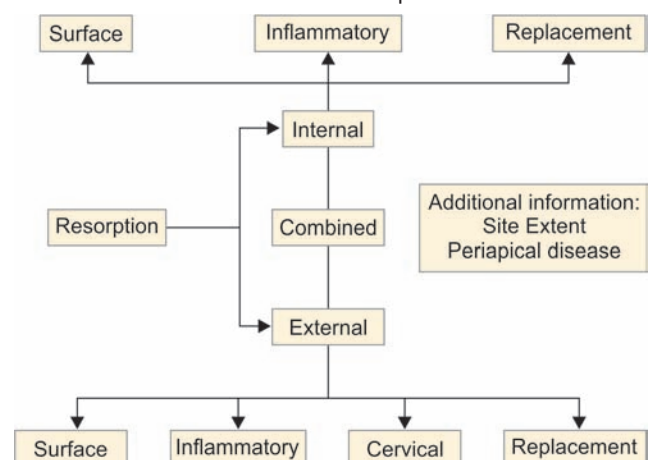 Surface
Inflammatory
Replacement
Internal
Resorption
Combined
Additional information:
Site Extent
Periapical disease
External
Surface
Inflammatory
Cervical
Replacement